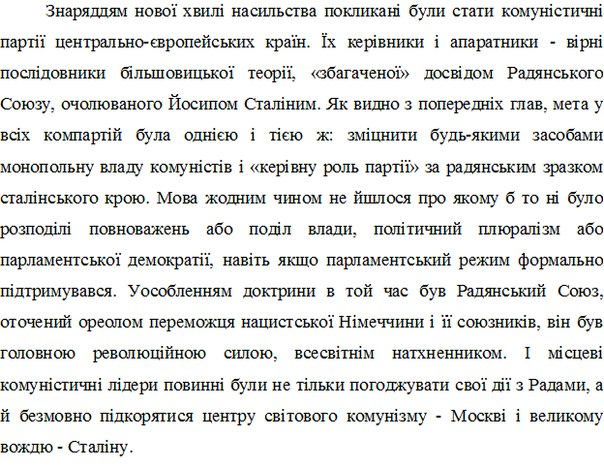 Знаряддям нової хвилі насильства покликані були стати комуністичні
партії центрально-європейських країн. Їх керівники і апаратники - вірні
послідовники більшовицької теорії, «збагаченої» досвідом Радянського
Союзу, очолюваного Йосипом Сталіним. Як видно з попередніх глав, мета у
всіх компартій була однією і тією ж: зміцнити будь-якими засобами
монопольну владу комуністів і «керівну роль партії» за радянським зразком
сталінського крою. Мова жодним чином не йшлося про якому б то ні було
розподілі повноважень або поділ влади, політичний плюралізм або
парламентської демократії, навіть якщо парламентський режим формально
підтримувався. Уособленням доктрини в той час був Радянський Союз,
оточений ореолом переможця нацистської Німеччини і її союзників, він був
головною революційною силою, всесвітнім натхненником. І місцеві
комуністичні лідери повинні були не тільки погоджувати свої дії з Радами, а
й безмовно підкорятися центру світового комунізму - Москві і великому
вождю - Сталіну.